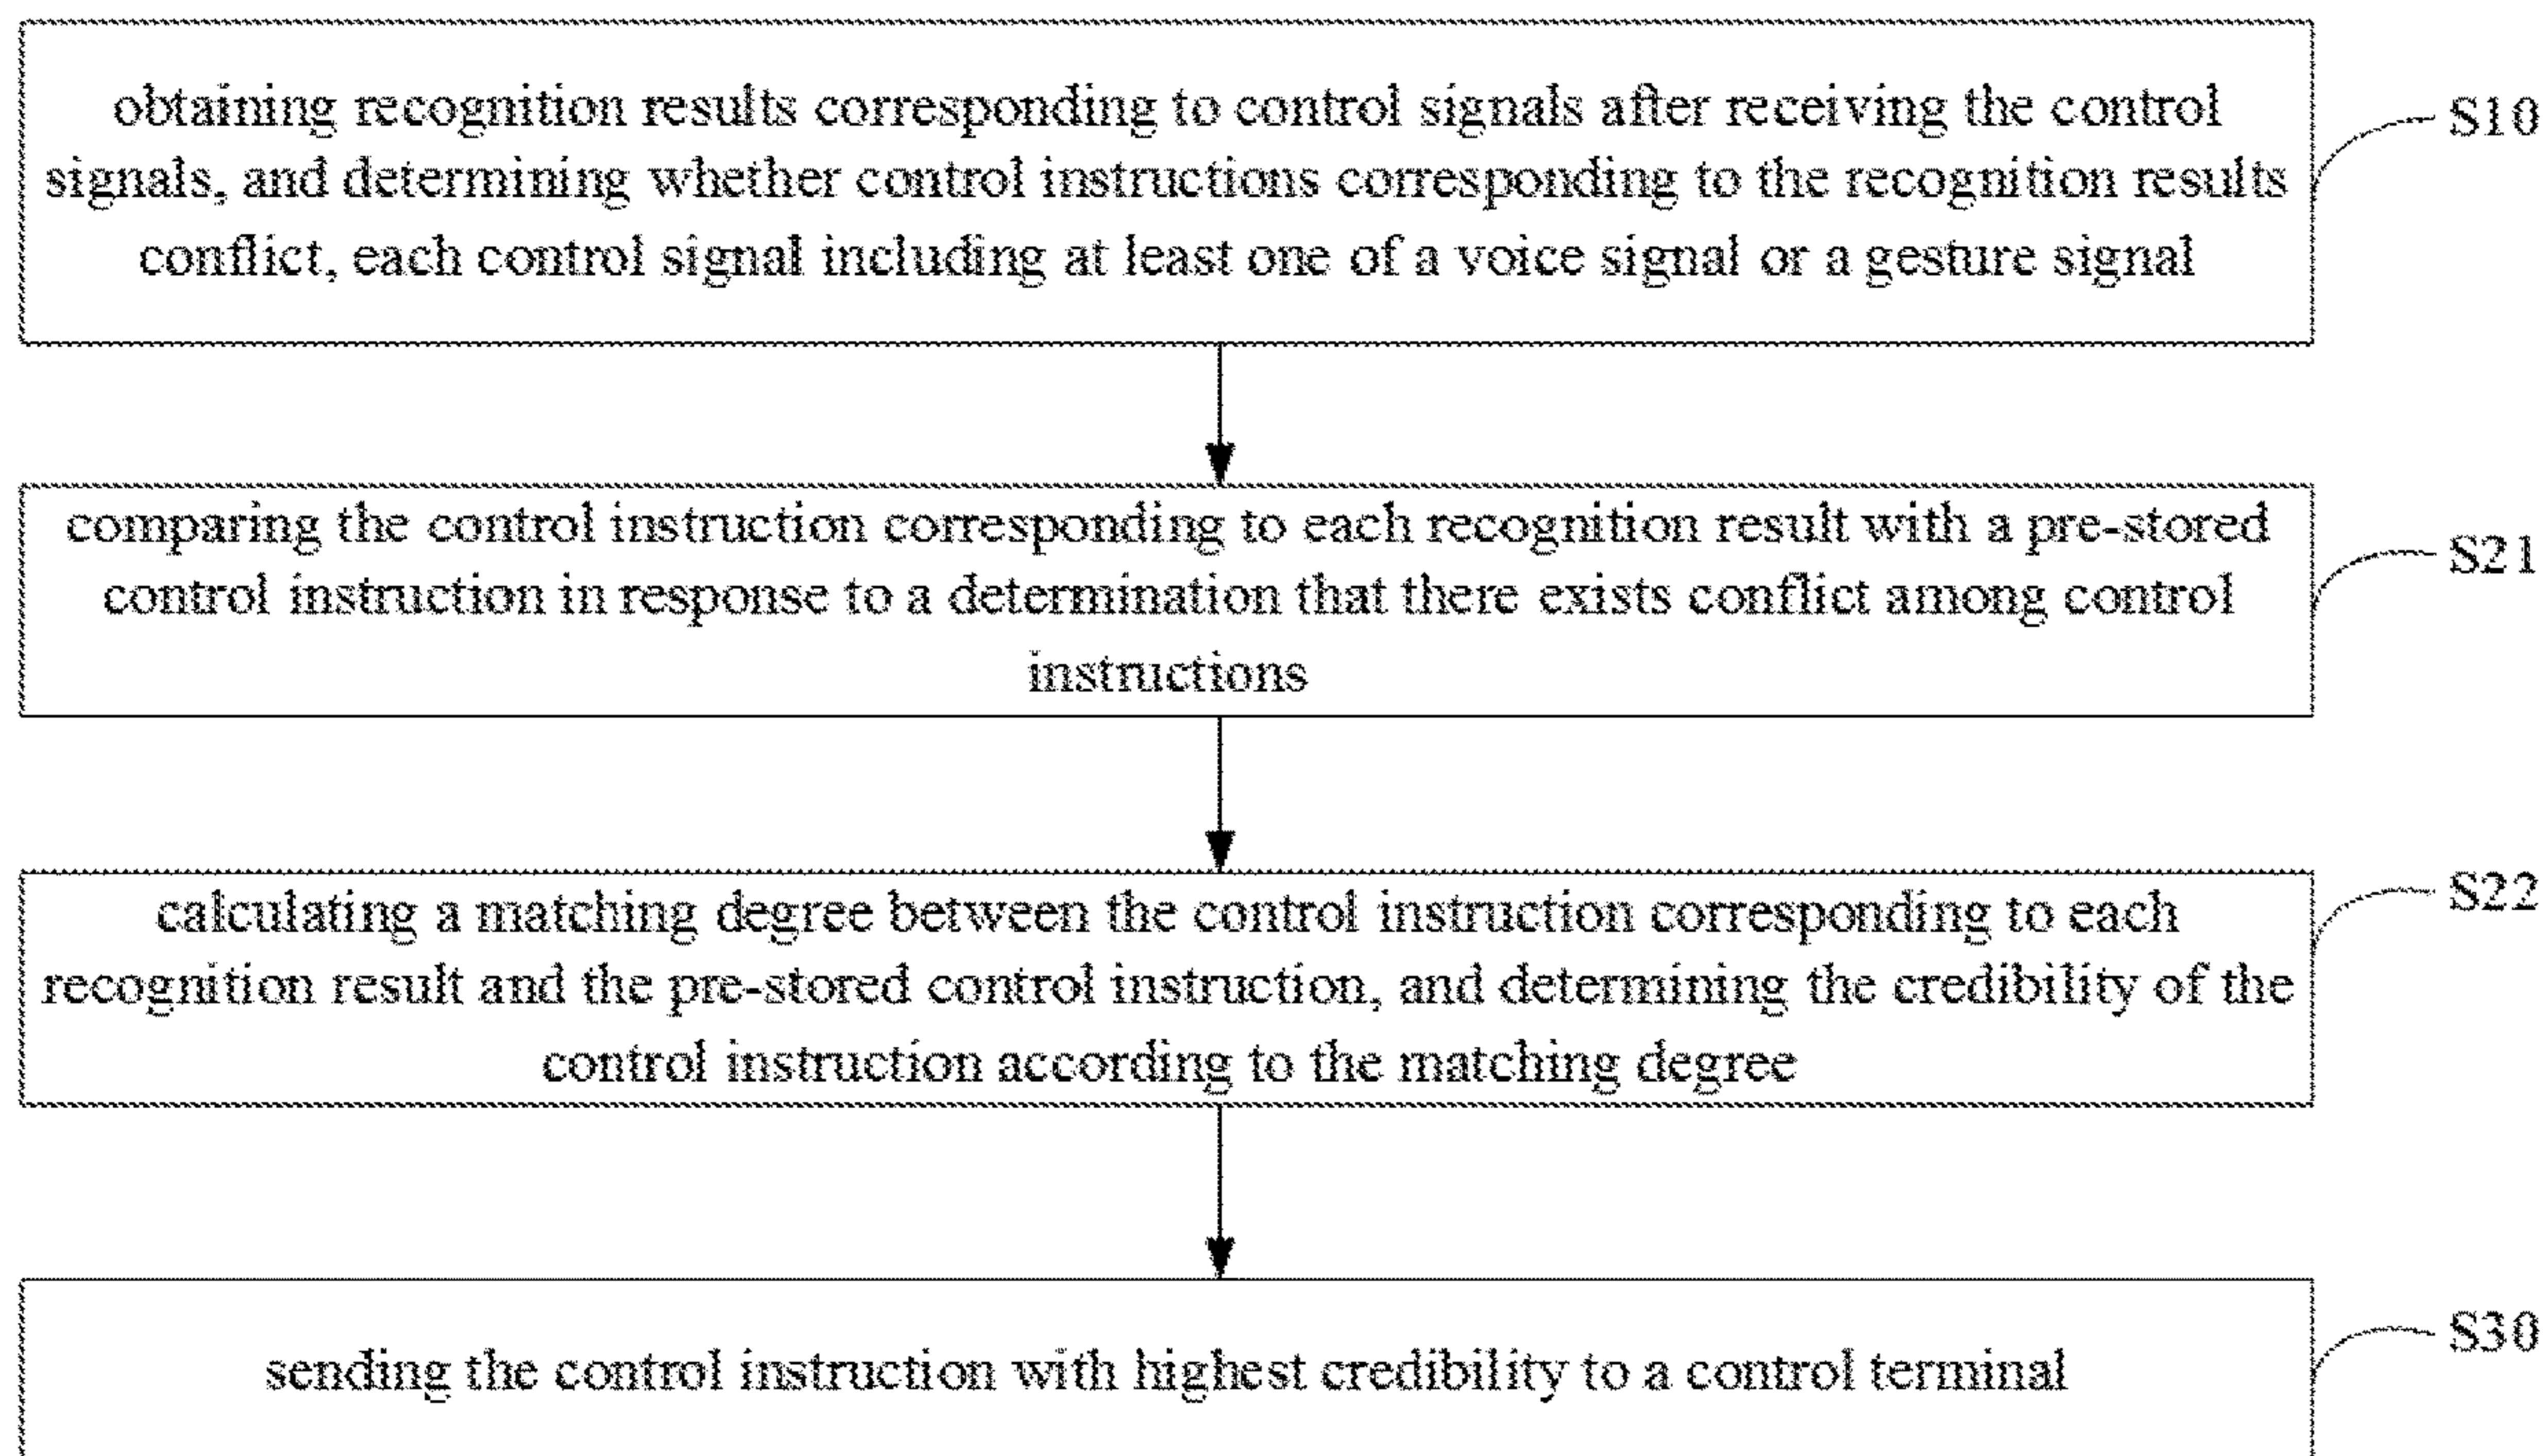 obtaining recognition results corresponding to control signals after receiving the control
signals, and determining whether control instructions corresponding to the recognition results
conflict, each control signal including at least one of a voice signal or a gesture signal
S10
comparing the control instruction corresponding to each recognition result with a pre-stored
control instruction in response to a determination that there exists conflict among control
instructions
S21
calculating a matching degree between the control instruction corresponding to each
recognition result and the pre-stored control instruction, and determining the credibility of the
control instruction according to the matching degree
S22
sending the control instruction with highest credibility to a control terminal
S30